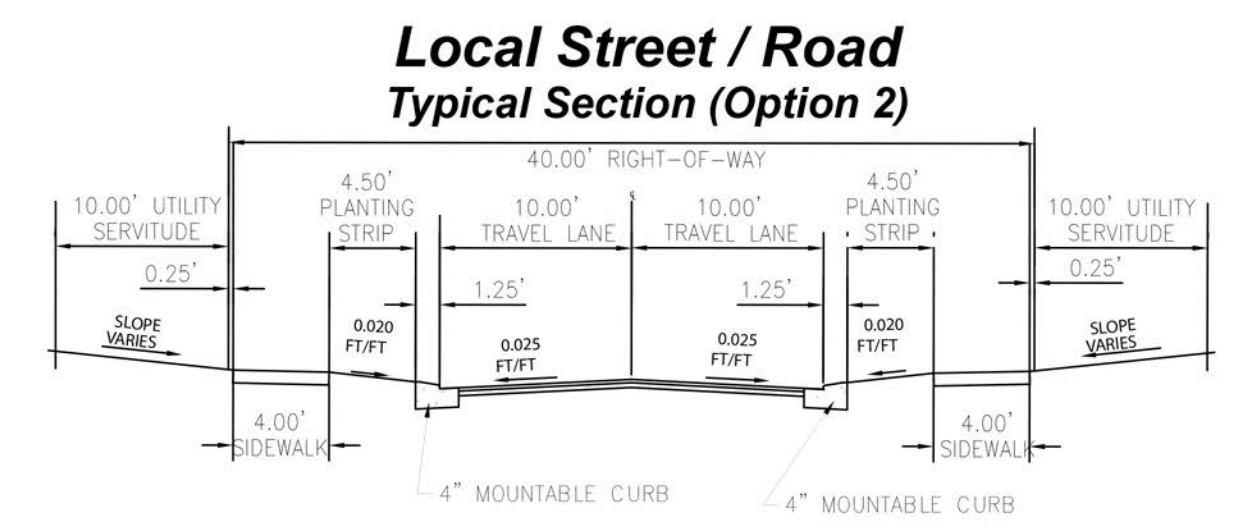 Local Street / Road
Typical Section (Option 2)
40.00' RIGHT-OF-WAY
10.00' UTILITY
SERVITUDE
4.50'
PLANTING
STRIP
10.00'
TRAVEL LANE
℄
10.00'
TRAVEL LANE
4.50'
PLANTING
STRIP
10.00' UTILITY
SERVITUDE
0.25'
1.25'
1.25'
0.25'
SLOPE
VARIES
0.020
FT/FT
0.025
FT/FT
0.025
FT/FT
0.020
FT/FT
SLOPE
VARIES
4.00'
SIDEWALK
4.00'
SIDEWALK
4" MOUNTABLE CURB
4" MOUNTABLE CURB